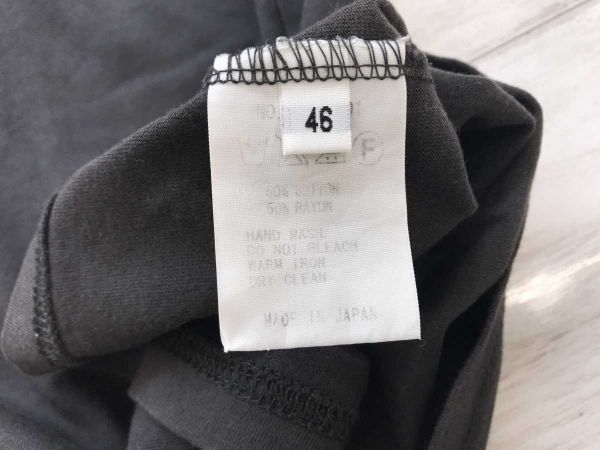 46
F
50% COTTON
50% RAYON
HAND WASH
DO NOT BLEACH
WARM IRON
DRY CLEAN
MADE IN JAPAN